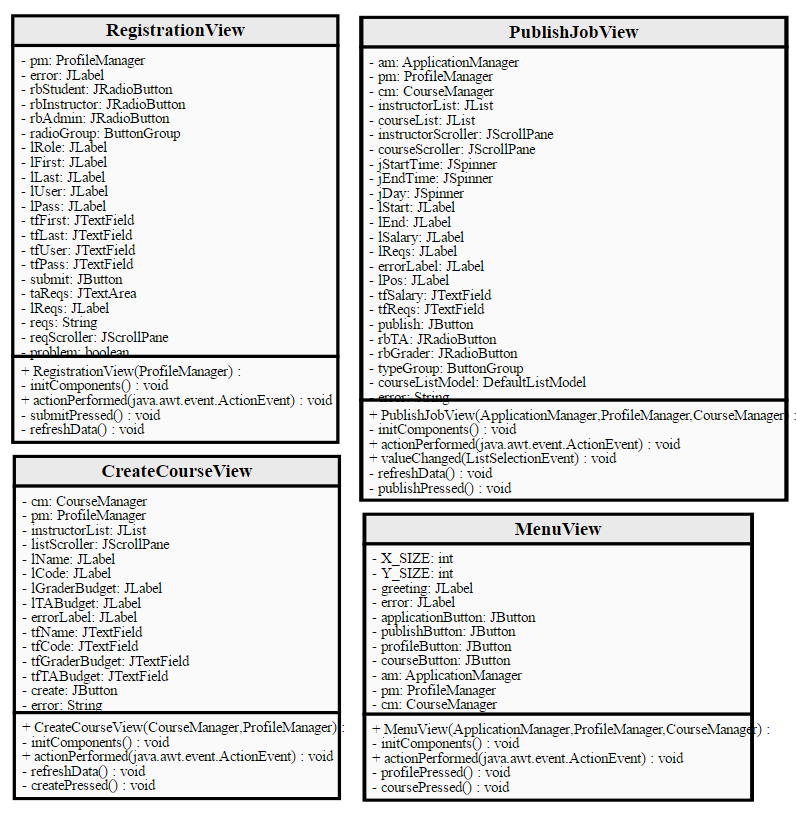 RegistrationView
- pm: ProfileManager
- error: JLabel
- rbStudent: JRadioButton
- rbInstructor: JRadioButton
- rbAdmin: JRadioButton
- radioGroup: ButtonGroup
- lRole: JLabel
- lFirst: JLabel
- lLast: JLabel
- lUser: JLabel
- lPass: JLabel
- tfFirst: JTextField
- tfLast: JTextField
- tfUser: JTextField
- tfPass: JTextField
- submit: JButton
- taReqs: JTextArea
- lReqs: JLabel
- reqs: String
- reqScroller: JScrollPane
- problem: boolean
+ RegistrationView(ProfileManager) :
- initComponents() : void
+ actionPerformed(java.awt.event.ActionEvent) : void
- submitPressed() : void
- refreshData() : void
CreateCourseView
- cm: CourseManager
- pm: ProfileManager
- instructorList: JList
- listScroller: JScrollPane
- lName: JLabel
- lCode: JLabel
- lGraderBudget: JLabel
- lTABudget: JLabel
- errorLabel: JLabel
- tfName: JTextField
- tfCode: JTextField
- tfGraderBudget: JTextField
- tfTABudget: JTextField
- create: JButton
- error: String
+ CreateCourseView(CourseManager,ProfileManager) :
- initComponents() : void
+ actionPerformed(java.awt.event.ActionEvent) : void
- refreshData() : void
- createPressed() : void
PublishJobView
- am: ApplicationManager
- pm: ProfileManager
- cm: CourseManager
- instructorList: JList
- courseList: JList
- instructorScroller: JScrollPane
- courseScroller: JScrollPane
- jStartTime: JSpinner
- jEndTime: JSpinner
- jDay: JSpinner
- lStart: JLabel
- lEnd: JLabel
- lSalary: JLabel
- lReqs: JLabel
- errorLabel: JLabel
- lPos: JLabel
- tfSalary: JTextField
- tfReqs: JTextField
- publish: JButton
- rbTA: JRadioButton
- rbGrader: JRadioButton
- typeGroup: ButtonGroup
- courseListModel: DefaultListModel
- error: String
+ PublishJobView(ApplicationManager,ProfileManager,CourseManager) :
- initComponents() : void
+ actionPerformed(java.awt.event.ActionEvent) : void
+ valueChanged(ListSelectionEvent) : void
- refreshData() : void
- publishPressed() : void
MenuView
- X_SIZE: int
- Y_SIZE: int
- greeting: JLabel
- error: JLabel
- applicationButton: JButton
- publishButton: JButton
- profileButton: JButton
- courseButton: JButton
- am: ApplicationManager
- pm: ProfileManager
- cm: CourseManager
+ MenuView(ApplicationManager,ProfileManager,CourseManager) :
- initComponents() : void
+ actionPerformed(java.awt.event.ActionEvent) : void
- profilePressed() : void
- coursePressed() : void